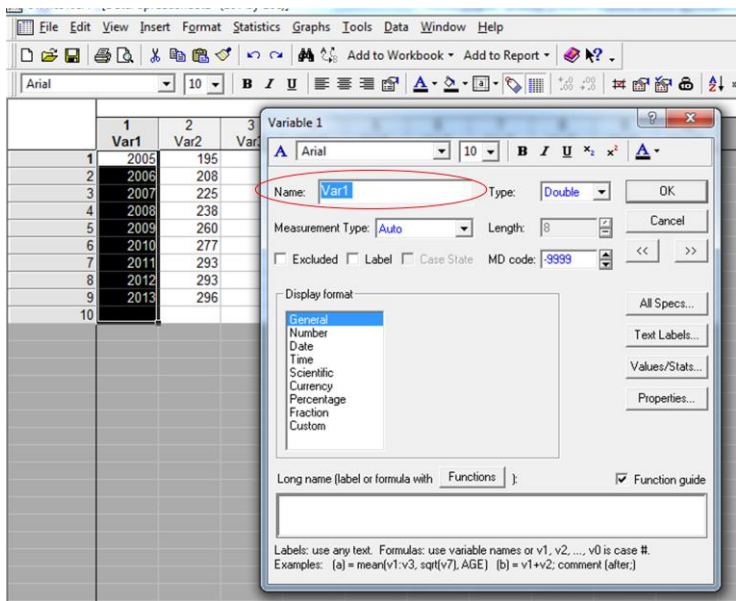 File Edit View Insert Format Statistics Graphs Tools Data Window Help
Add to Workbook Add to Report
Arial 10 B I U
Variable 1
1 2 3
Var1 Var2
Arial 10 B I U x₂ x²
1 2005 195
2 2006 208
3 2007 225
4 2008 238
5 2009 260
6 2010 277
7 2011 293
8 2012 293
9 2013 296
10
Name: Var1 Type: Double OK
Measurement Type: Auto Length: 8 Cancel
Excluded Label Case State MD code: -9999 << >>
Display format
General
Number
Date
Time
Scientific
Currency
Percentage
Fraction
Custom
All Specs...
Text Labels...
Values/Stats...
Properties...
Long name (label or formula with Functions ): Function guide
Labels: use any text. Formulas: use variable names or v1, v2, ..., v0 is case #.
Examples: (a) = mean(v1:v3, sqrt(v7), AGE) (b) = v1+v2; comment (after;)